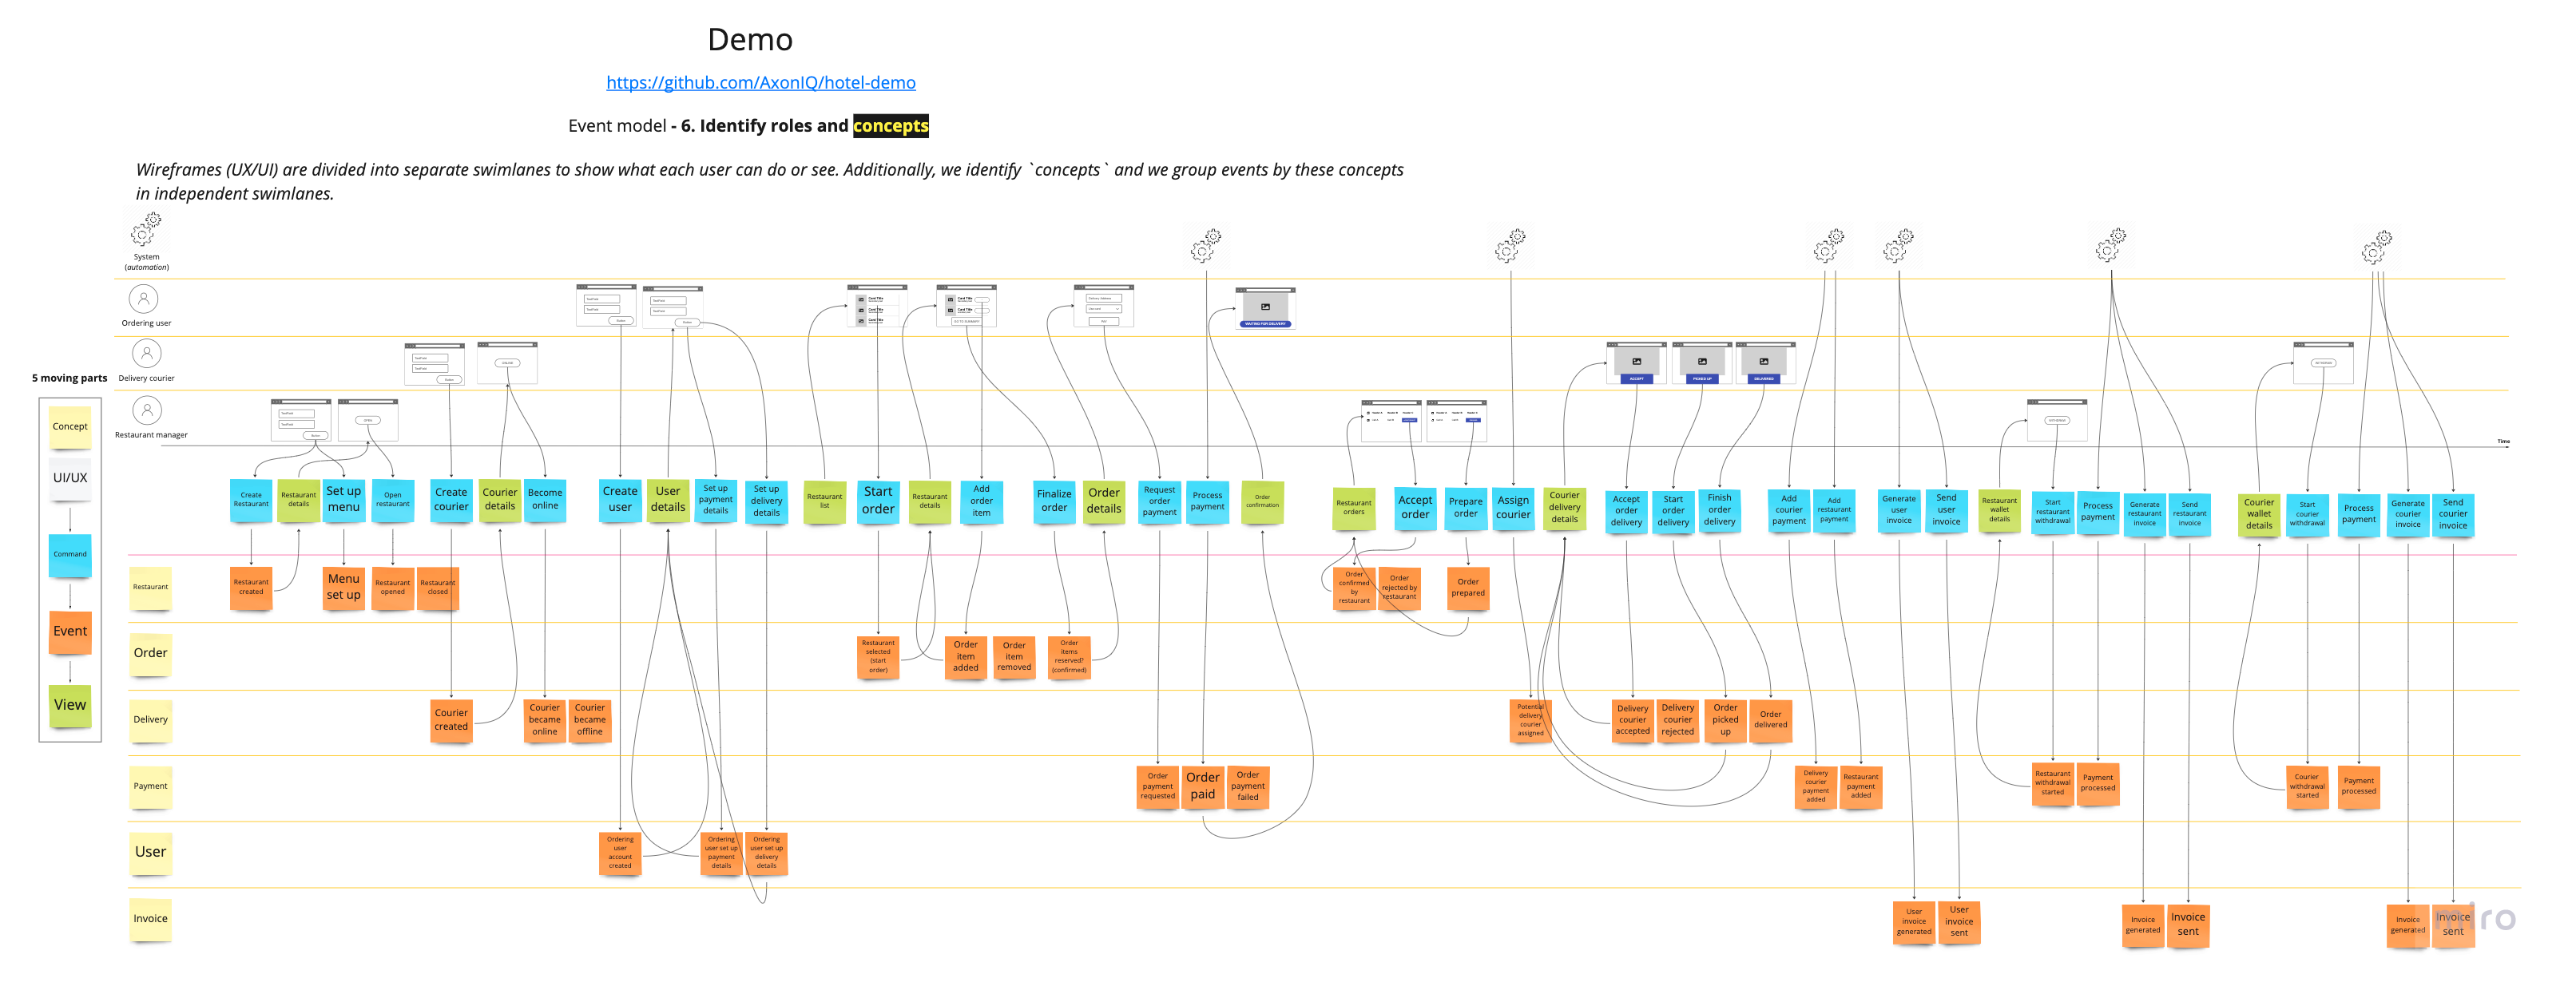 Demo
https://github.com/AxonIQ/hotel-demo
Event model - 6. Identify roles and concepts
Wireframes (UX/UI) are divided into separate swimlanes to show what each user can do or see. Additionally, we identify `concepts` and we group events by these concepts
in independent swimlanes.
System
(automation)
Ordering user
WAITING FOR DELIVERY
Delivery courier
ACCEPT
PICKED UP
DELIVERED
Restaurant manager
Time
5 moving parts
Concept
UI/UX
Command
Event
View
Create
Restaurant
Restaurant
details
Set up
menu
Open
restaurant
Create
courier
Courier
details
Become
online
Create
user
User
details
Set up
payment
details
Set up
delivery
details
Restaurant
list
Start
order
Restaurant
details
Add
order
item
Finalize
order
Order
details
Request
order
payment
Process
payment
Order
confirmation
Restaurant
orders
Accept
order
Prepare
order
Assign
courier
Courier
delivery
details
Accept
order
delivery
Start
order
delivery
Finish
order
delivery
Add
courier
payment
Add
restaurant
payment
Generate
user
invoice
Send
user
invoice
Restaurant
wallet
details
Start
restaurant
withdrawal
Process
payment
Generate
restaurant
invoice
Send
restaurant
invoice
Courier
wallet
details
Start
courier
withdrawal
Process
payment
Generate
courier
invoice
Send
courier
invoice
Restaurant
Restaurant
created
Menu
set up
Restaurant
opened
Restaurant
closed
Order
confirmed
by
restaurant
Order
rejected by
restaurant
Order
prepared
Order
Restaurant
selected
(start
order)
Order
item
added
Order
item
removed
Order
items
reserved?
(confirmed)
Delivery
Courier
created
Courier
became
online
Courier
became
offline
Potential
delivery
courier
assigned
Delivery
courier
accepted
Delivery
courier
rejected
Order
picked
up
Order
delivered
Payment
Order
payment
requested
Order
paid
Order
payment
failed
Delivery
courier
payment
added
Restaurant
payment
added
Restaurant
withdrawal
started
Payment
processed
Courier
withdrawal
started
Payment
processed
User
Ordering
user
account
created
Ordering
user set up
payment
details
Ordering
user set up
delivery
details
Invoice
User
invoice
generated
User
invoice
sent
Invoice
generated
Invoice
sent
Invoice
generated
Invoice
sent
miro